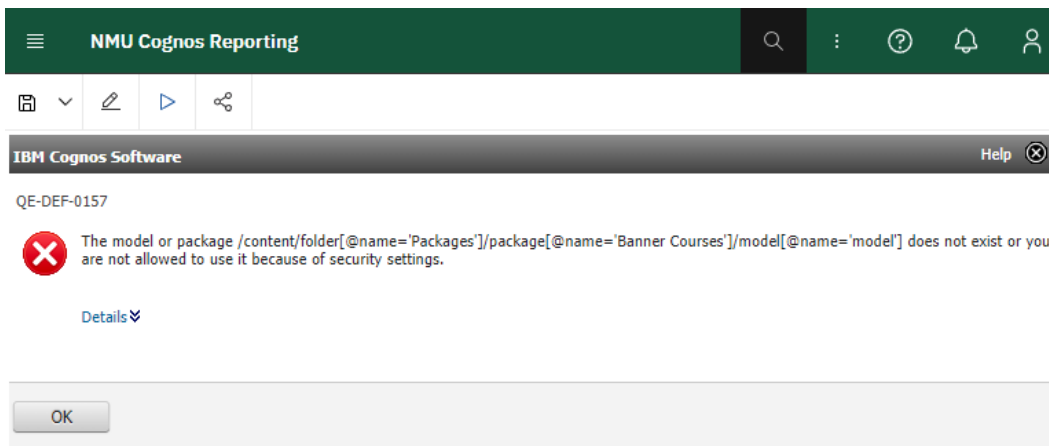 NMU Cognos Reporting
IBM Cognos Software Help
QE-DEF-0157
The model or package /content/folder[@name='Packages']/package[@name='Banner Courses']/model[@name='model'] does not exist or you
are not allowed to use it because of security settings.
Details
OK